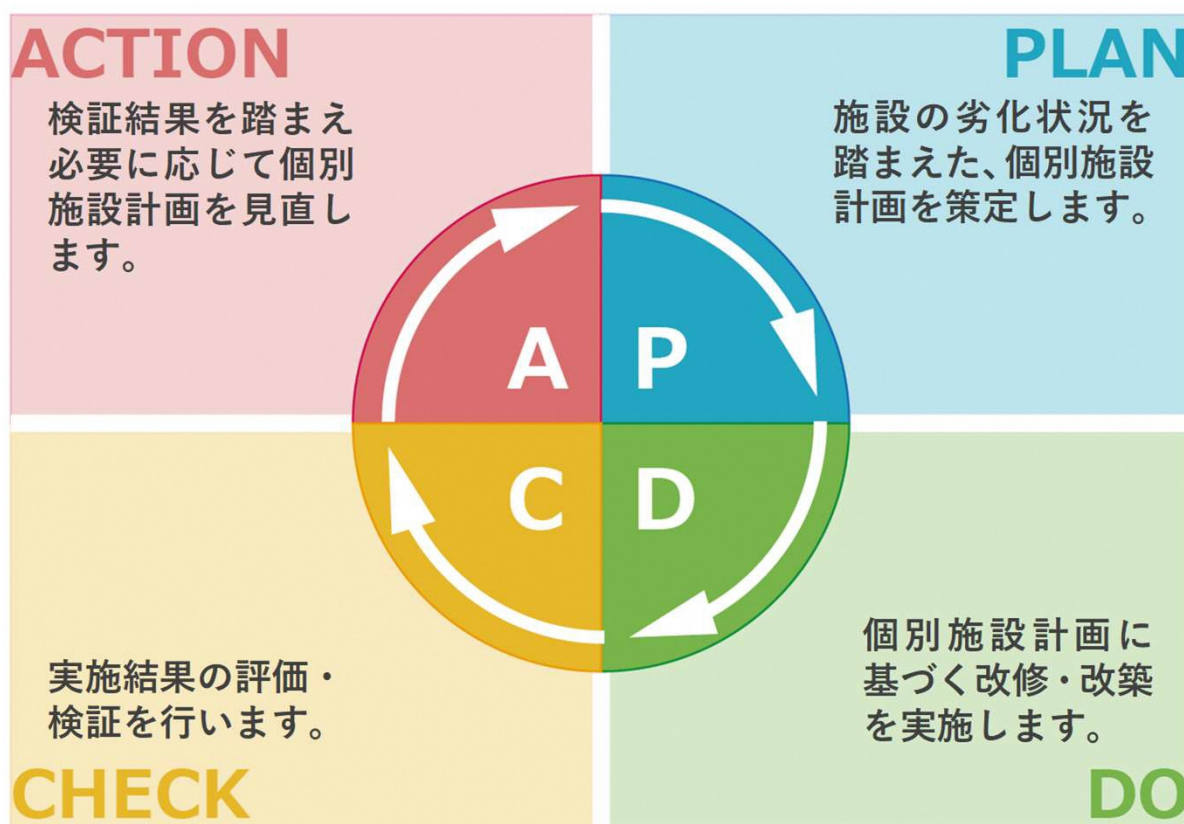 ACTION
検証結果を踏まえ
必要に応じて個別
施設計画を見直し
ます。
PLAN
施設の劣化状況を
踏まえた、個別施設
計画を策定します。
A
P
C
D
実施結果の評価・
検証を行います。
CHECK
個別施設計画に
基づく改修・改築
を実施します。
DO